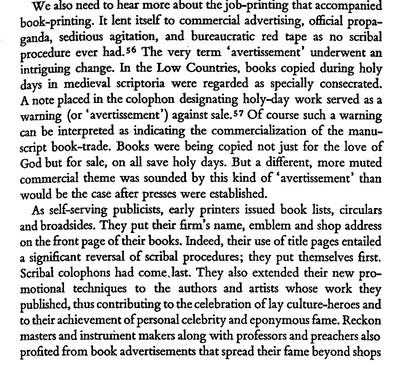 We also need to hear more about the job-printing that accompanied
book-printing. It lent itself to commercial advertising, official propa-
ganda, seditious agitation, and bureaucratic red tape as no scribal
procedure ever had.⁵⁶ The very term ‘avertissement’ underwent an
intriguing change. In the Low Countries, books copied during holy
days in medieval scriptoria were regarded as specially consecrated.
A note placed in the colophon designating holy-day work served as a
warning (or ‘avertissement’) against sale.⁵⁷ Of course such a warning
can be interpreted as indicating the commercialization of the manu-
script book-trade. Books were being copied not just for the love of
God but for sale, on all save holy days. But a different, more muted
commercial theme was sounded by this kind of ‘avertissement’ than
would be the case after presses were established.
As self-serving publicists, early printers issued book lists, circulars
and broadsides. They put their firm’s name, emblem and shop address
on the front page of their books. Indeed, their use of title pages entailed
a significant reversal of scribal procedures; they put themselves first.
Scribal colophons had come last. They also extended their new pro-
motional techniques to the authors and artists whose work they
published, thus contributing to the celebration of lay culture-heroes and
to their achievement of personal celebrity and eponymous fame. Reckon
masters and instrument makers along with professors and preachers also
profited from book advertisements that spread their fame beyond shops